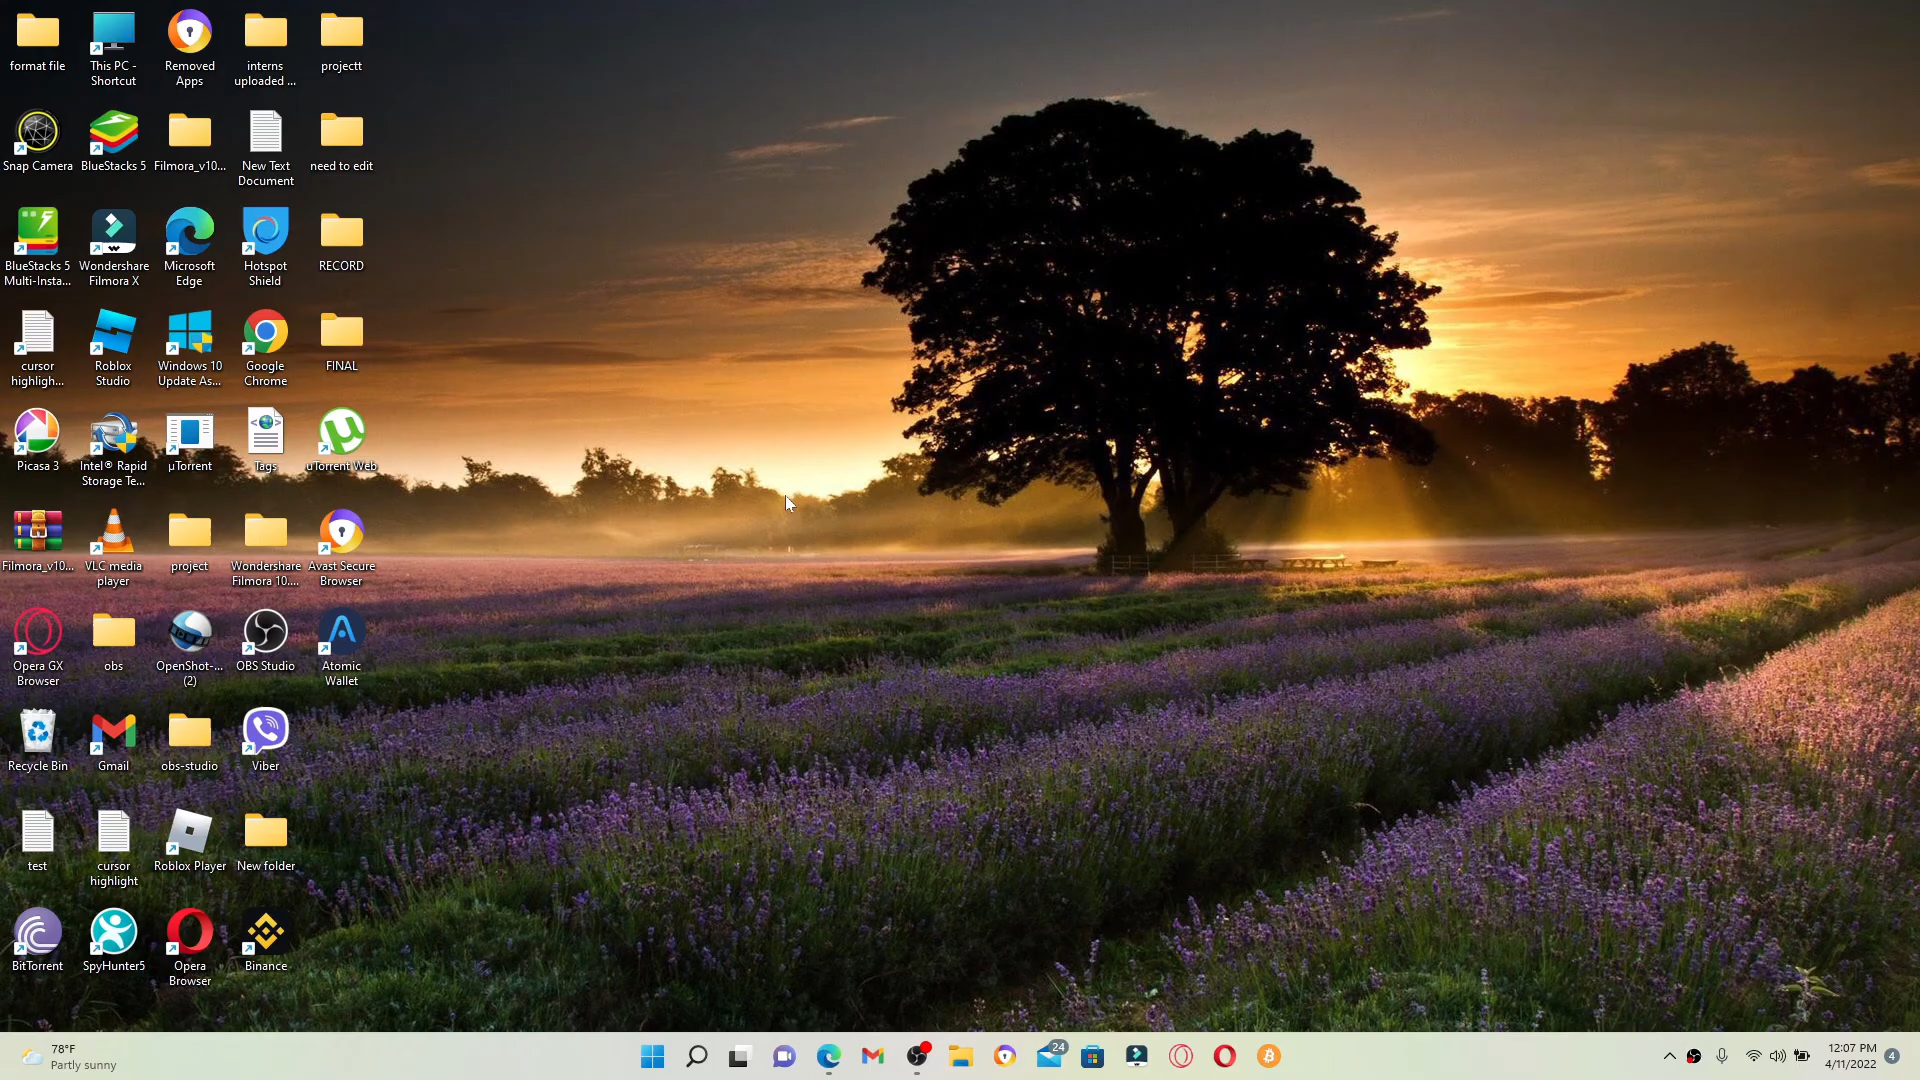 format file
This PC -
Shortcut
Removed
Apps
interns
uploaded ...
projectt
Snap Camera
BlueStacks 5
Filmora_v10...
New Text
Document
need to edit
BlueStacks 5
Multi-Insta...
Wondershare
Filmora X
Microsoft
Edge
Hotspot
Shield
RECORD
cursor
highligh...
Roblox
Studio
Windows 10
Update As...
Google
Chrome
FINAL
Picasa 3
Intel® Rapid
Storage Te...
µTorrent
Tags
uTorrent Web
Filmora_v10...
VLC media
player
project
Wondershare
Filmora 10....
Avast Secure
Browser
Opera GX
Browser
obs
OpenShot-...
(2)
OBS Studio
Atomic
Wallet
Recycle Bin
Gmail
obs-studio
Viber
test
cursor
highlight
Roblox Player
New folder
BitTorrent
SpyHunter5
Opera
Browser
Binance
78°F
Partly sunny
24
12:07 PM
4/11/2022
4